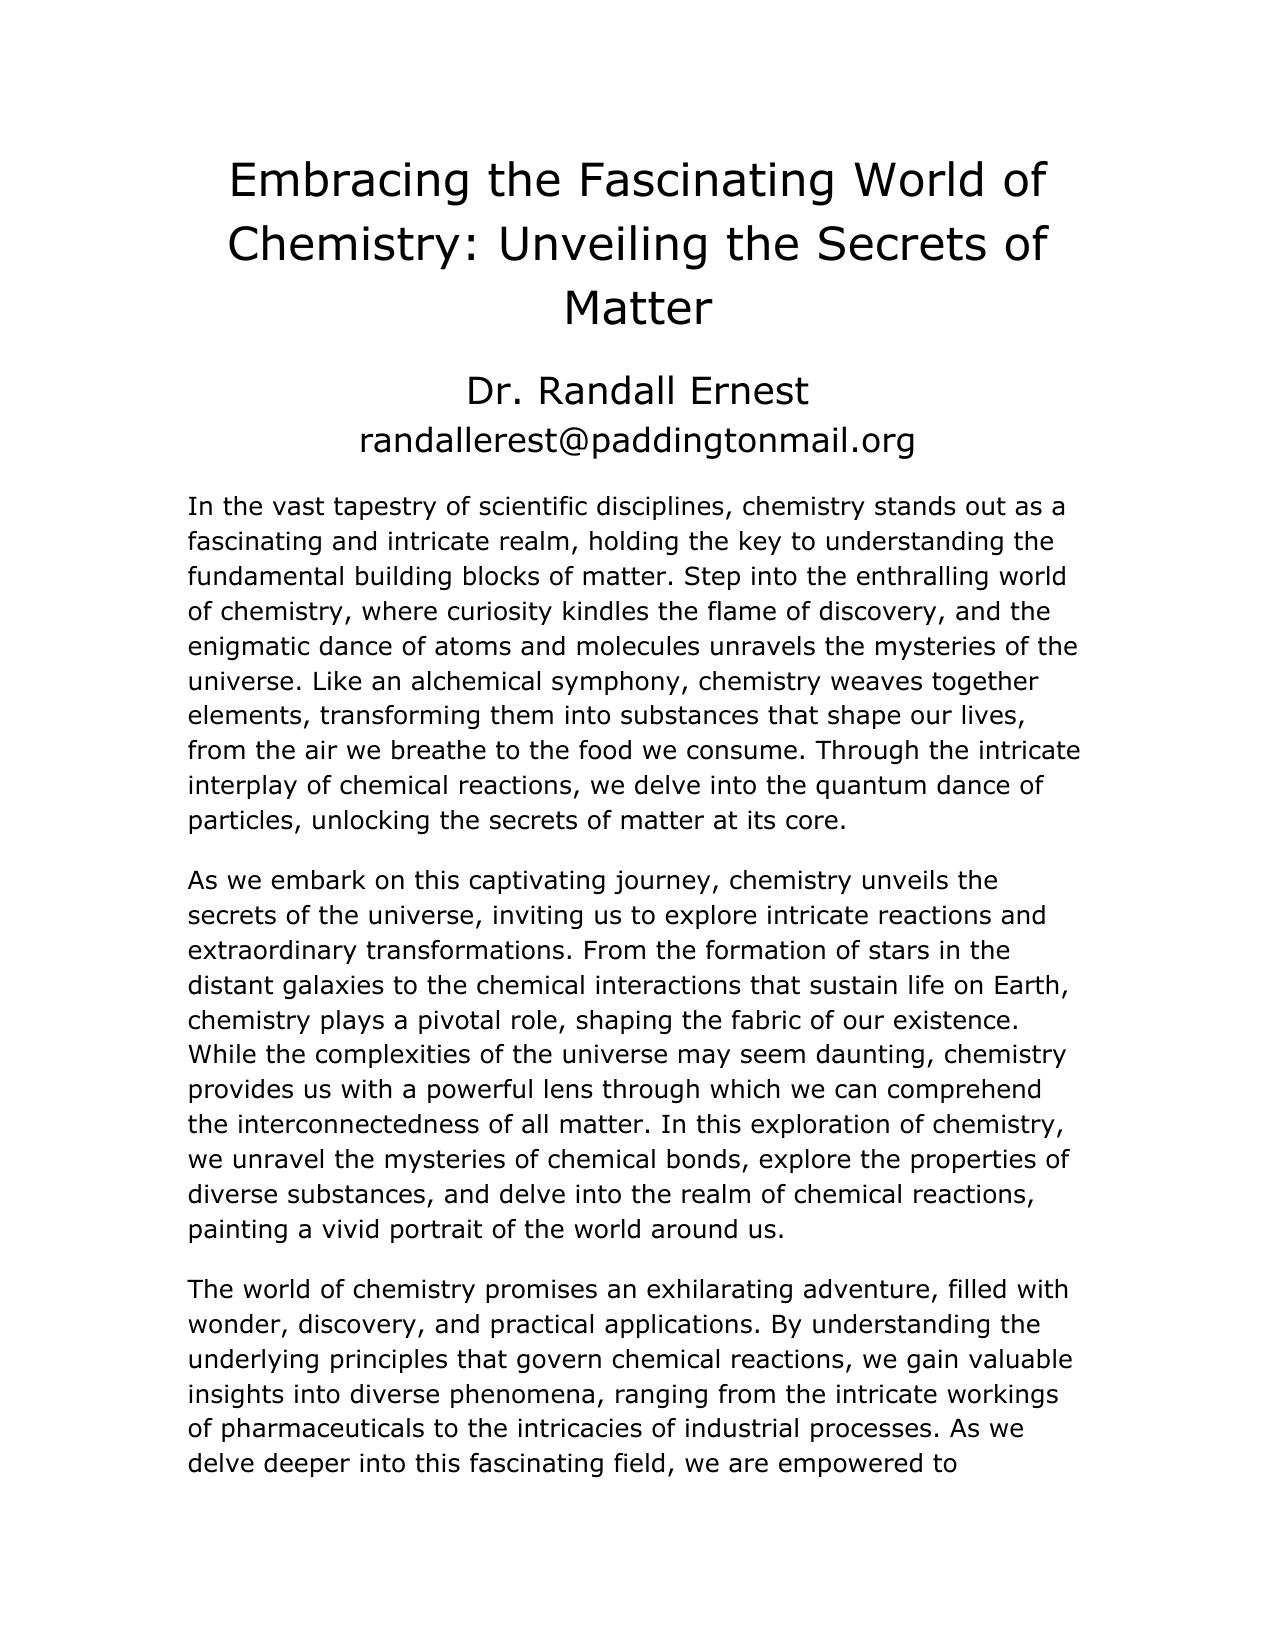 Embracing the Fascinating World of
Chemistry: Unveiling the Secrets of
Matter
Dr. Randall Ernest
randallerest@paddingtonmail.org
In the vast tapestry of scientific disciplines, chemistry stands out as a
fascinating and intricate realm, holding the key to understanding the
fundamental building blocks of matter. Step into the enthralling world
of chemistry, where curiosity kindles the flame of discovery, and the
enigmatic dance of atoms and molecules unravels the mysteries of the
universe. Like an alchemical symphony, chemistry weaves together
elements, transforming them into substances that shape our lives,
from the air we breathe to the food we consume. Through the intricate
interplay of chemical reactions, we delve into the quantum dance of
particles, unlocking the secrets of matter at its core.
As we embark on this captivating journey, chemistry unveils the
secrets of the universe, inviting us to explore intricate reactions and
extraordinary transformations. From the formation of stars in the
distant galaxies to the chemical interactions that sustain life on Earth,
chemistry plays a pivotal role, shaping the fabric of our existence.
While the complexities of the universe may seem daunting, chemistry
provides us with a powerful lens through which we can comprehend
the interconnectedness of all matter. In this exploration of chemistry,
we unravel the mysteries of chemical bonds, explore the properties of
diverse substances, and delve into the realm of chemical reactions,
painting a vivid portrait of the world around us.
The world of chemistry promises an exhilarating adventure, filled with
wonder, discovery, and practical applications. By understanding the
underlying principles that govern chemical reactions, we gain valuable
insights into diverse phenomena, ranging from the intricate workings
of pharmaceuticals to the intricacies of industrial processes. As we
delve deeper into this fascinating field, we are empowered to